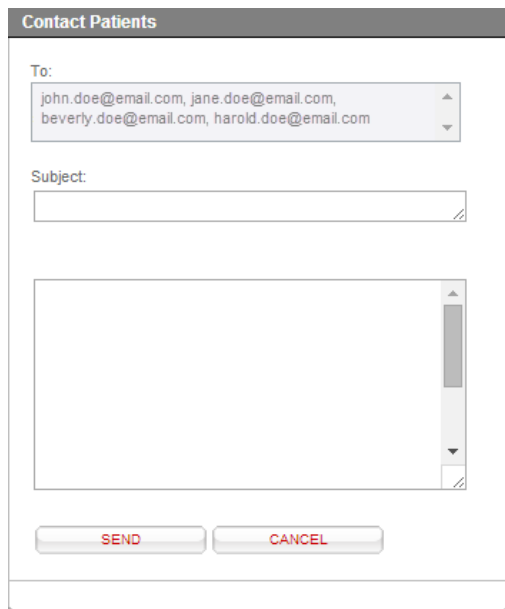 Contact Patients
To:
john.doe@email.com, jane.doe@email.com,
beverly.doe@email.com, harold.doe@email.com
Subject:
SEND CANCEL